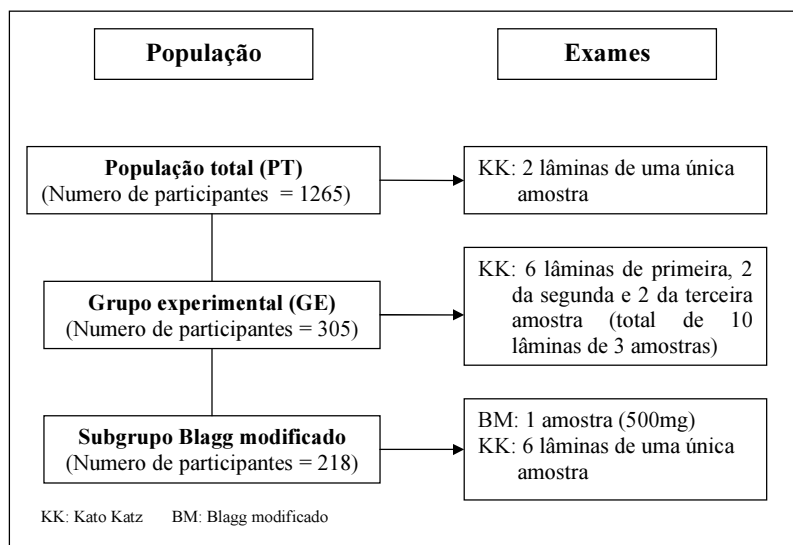 População
Exames
População total (PT)
(Numero de participantes = 1265)
KK: 2 lâminas de uma única
amostra
Grupo experimental (GE)
(Numero de participantes = 305)
KK: 6 lâminas de primeira, 2
da segunda e 2 da terceira
amostra (total de 10
lâminas de 3 amostras)
Subgrupo Blagg modificado
(Numero de participantes = 218)
BM: 1 amostra (500mg)
KK: 6 lâminas de uma única
amostra
KK: Kato Katz BM: Blagg modificado